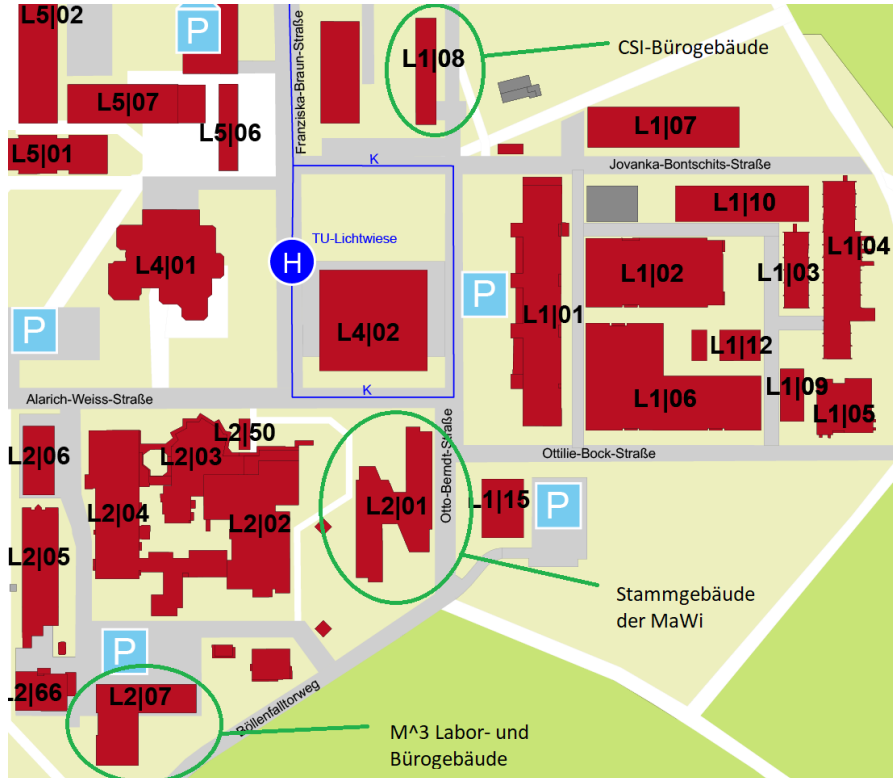 L5|02
P
L1|08
CSI-Bürogebäude
Franziska-Braun-Straße
L5|07
L5|06
L5|01
L1|07
K
Jovanka-Bontschits-Straße
L1|10
TU-Lichtwiese
H
L4|01
L1|04
L1|03
L1|02
P
P
L1|01
L4|02
L1|12
K
L1|09
L1|06
L1|05
Alarich-Weiss-Straße
L2|50
L2|06
L2|03
Otto-Berndt-Straße
Ottilie-Bock-Straße
L2|04
L2|02
L2|01
L1|15
P
L2|05
Stammgebäude
der MaWi
P
L2|66
L2|07
Böllenfalltorweg
M^3 Labor- und
Bürogebäude